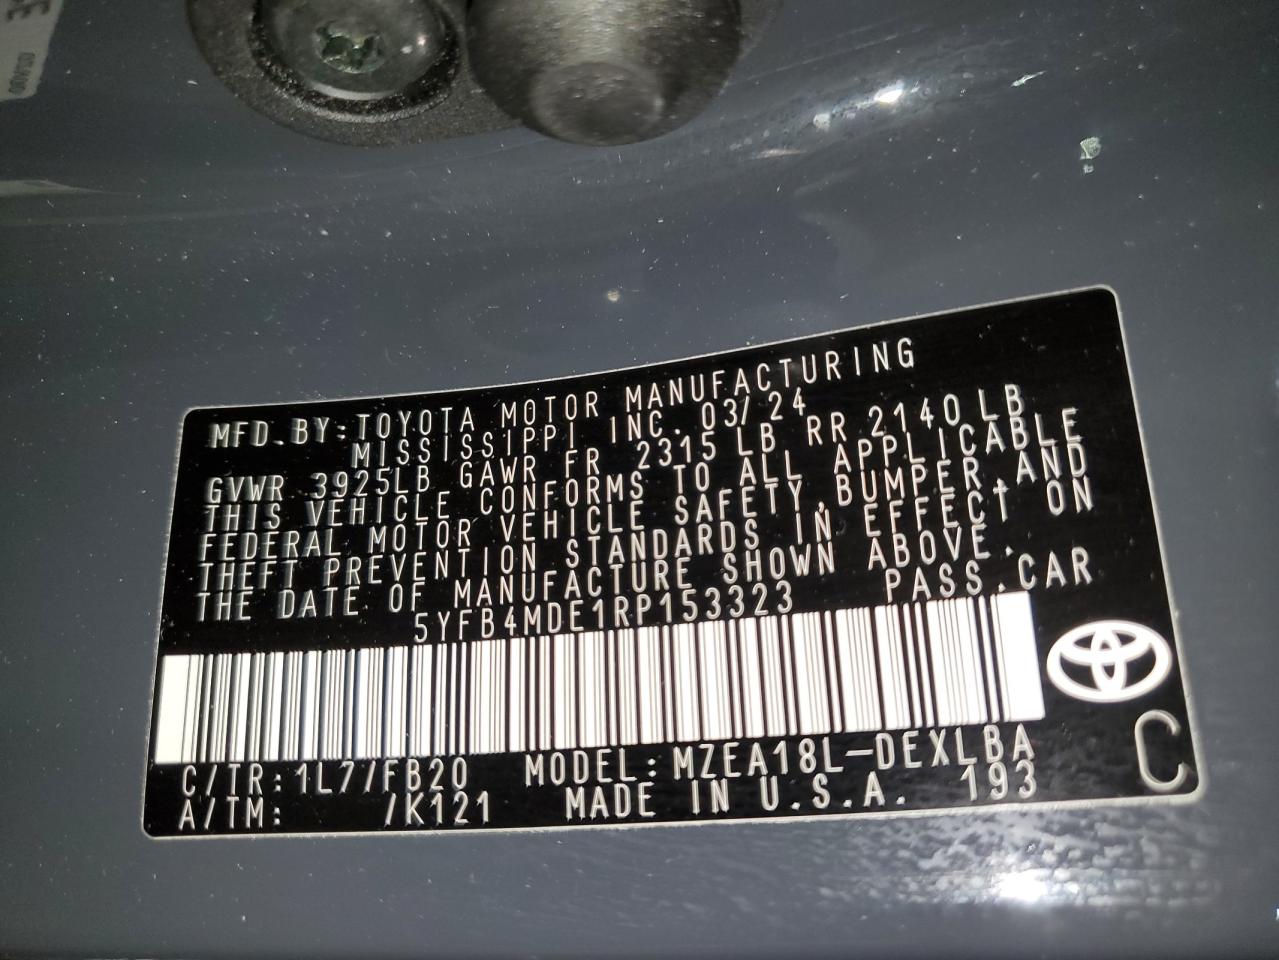 MFD.BY:TOYOTA MOTOR MANUFACTURING
MISSISSIPPI INC. 03/24
GVWR 3925LB GAWR FR 2315 LB RR 2140LB
THIS VEHICLE CONFORMS TO ALL APPLICABLE
FEDERAL MOTOR VEHICLE SAFETY,BUMPER,AND
THEFT PREVENTION STANDARDS IN EFFECT ON
THE DATE OF MANUFACTURE SHOWN ABOVE.
5YFB4MDE1RP153323 PASS.CAR
C/TR:1L7/FB20 MODEL:MZEA18L-DEXLBA
A/TM: /K121 MADE IN U.S.A. 193
C